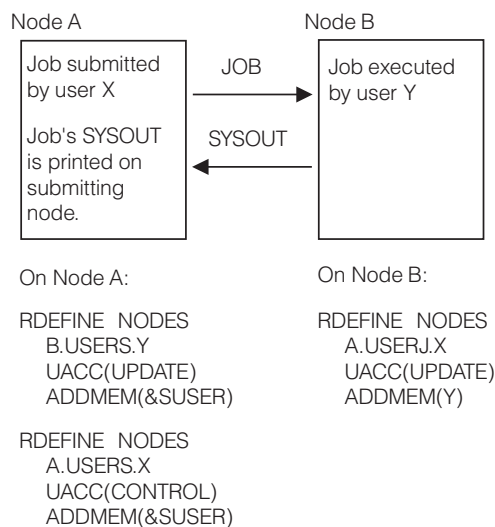 Node A
Node B
Job submitted
by user X
Job's SYSOUT
is printed on
submitting
node.
JOB
SYSOUT
Job executed
by user Y
On Node A:
RDEFINE NODES
B.USERS.Y
UACC(UPDATE)
ADDMEM(&SUSER)
RDEFINE NODES
A.USERS.X
UACC(CONTROL)
ADDMEM(&SUSER)
On Node B:
RDEFINE NODES
A.USERJ.X
UACC(UPDATE)
ADDMEM(Y)